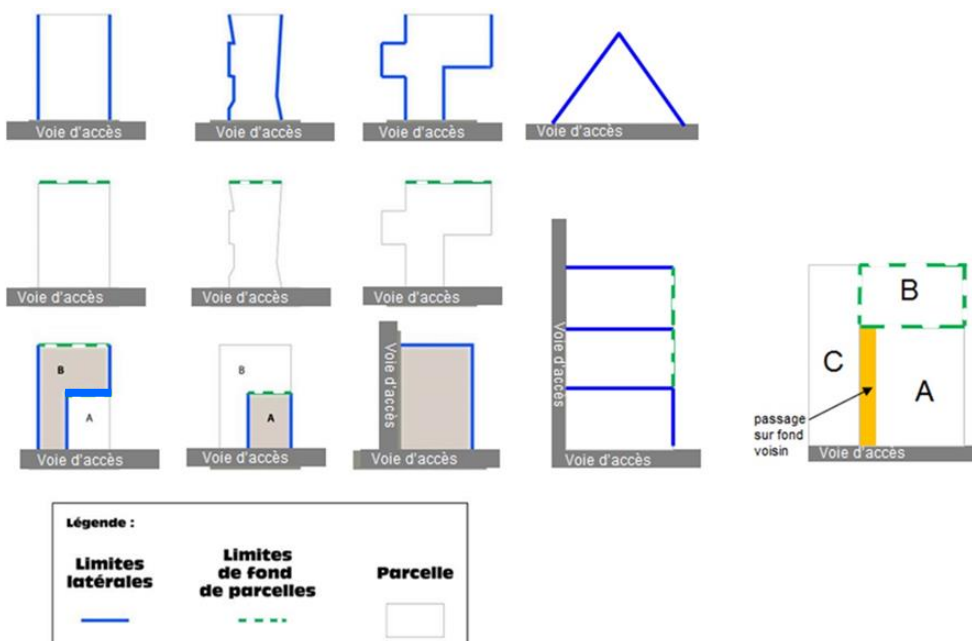 Voie d'accès
Voie d'accès
Voie d'accès
Voie d'accès
Voie d'accès
Voie d'accès
Voie d'accès
B
A
Voie d'accès
B
A
Voie d'accès
Voie d'accès
Voie d'accès
Voie d'accès
Voie d'accès
B
C
A
passage
sur fond
voisin
Voie d'accès
Légende :
Limites
latérales
Limites
de fond
de parcelles
Parcelle